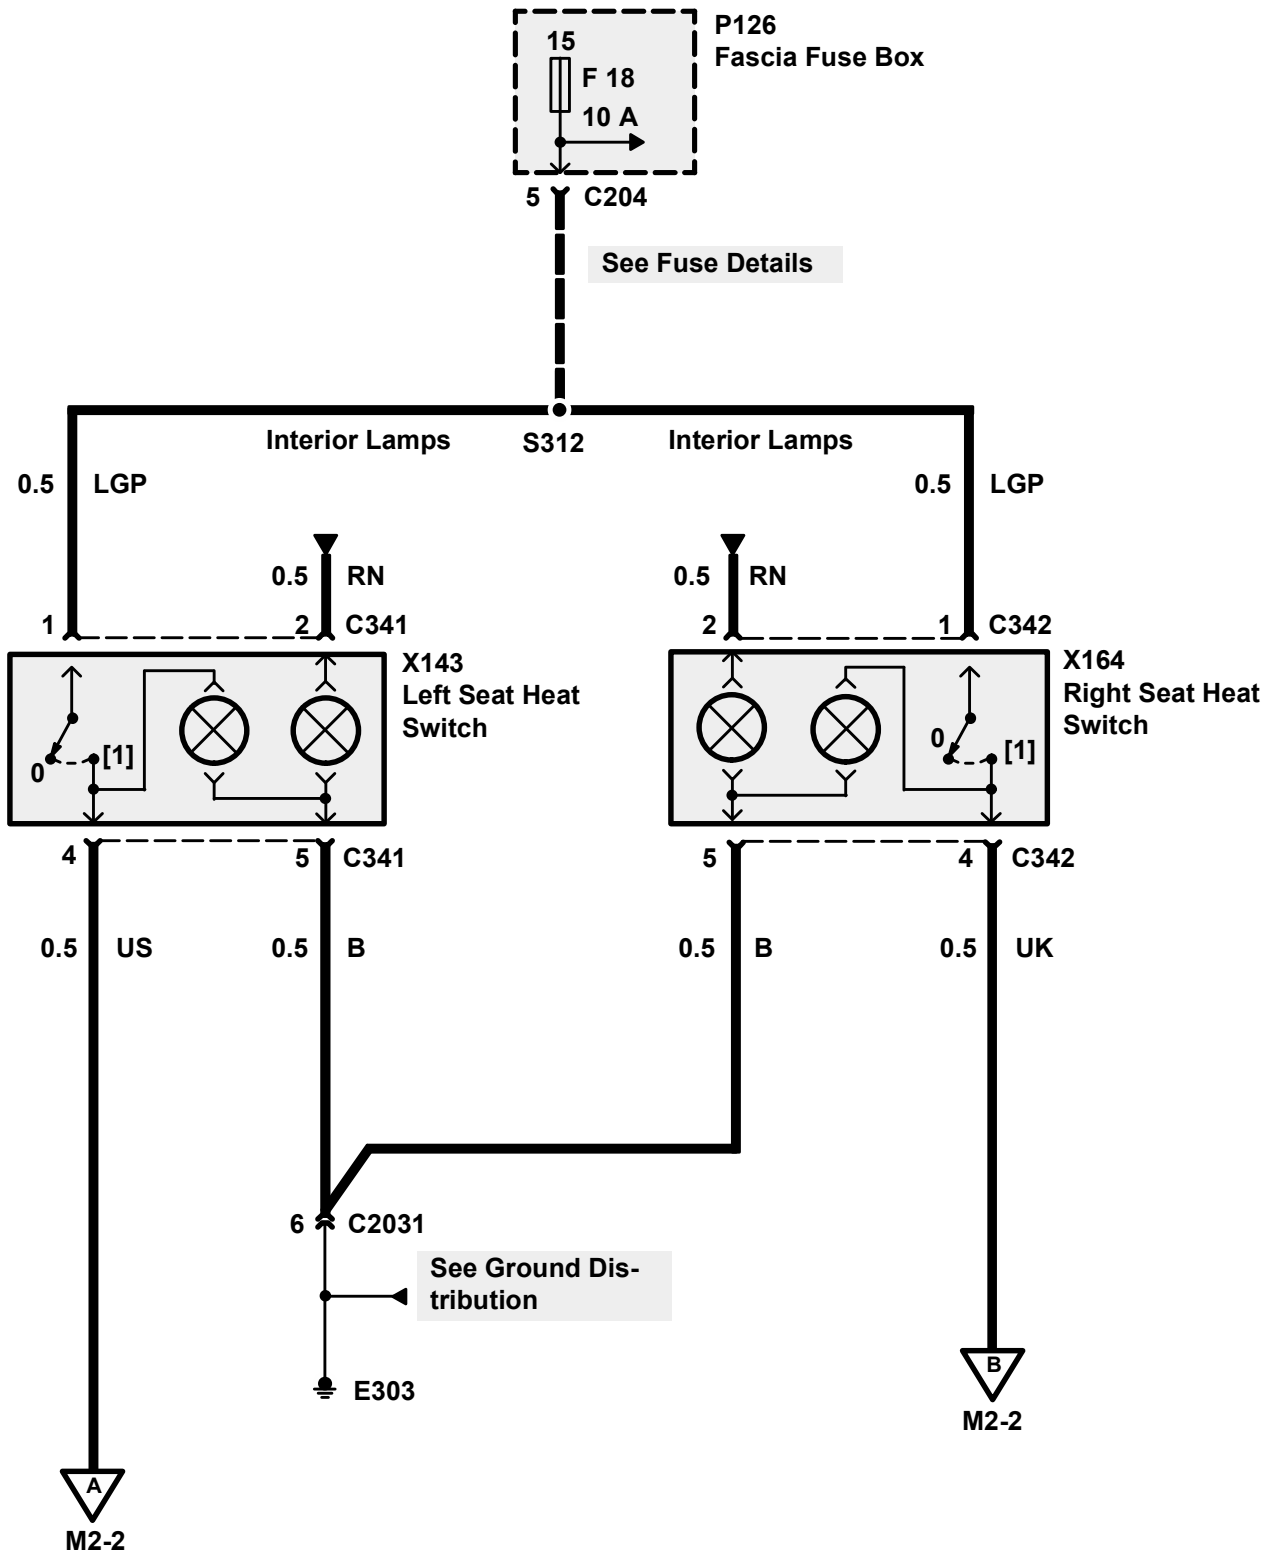 P126
Fascia Fuse Box
15
F 18
10 A
5 C204
See Fuse Details
Interior Lamps S312 Interior Lamps
0.5 LGP 0.5 LGP
0.5 RN 0.5 RN
1 2 C341 2 1 C342
X143
Left Seat Heat
Switch
0 [1]
X164
Right Seat Heat
Switch
0 [1]
4 5 C341 5 4 C342
0.5 US 0.5 B 0.5 B 0.5 UK
6 C2031
See Ground Dis-
tribution
E303
B
M2-2
A
M2-2